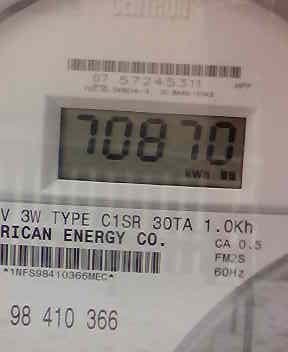 07 57245311
70870
kWh
V 3W TYPE C1SR 30TA 1.0Kh
RICAN ENERGY CO.
CA 0.5
FM2S
60Hz
*1NFS98410366MEC*
98 410 366